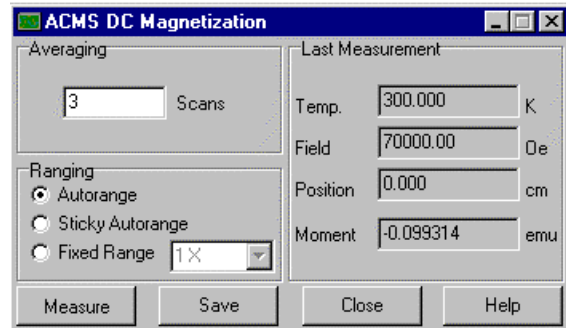 ACMS DC Magnetization
Averaging
3 Scans
Ranging
Autorange
Sticky Autorange
Fixed Range 1X
Last Measurement
Temp. 300.000 K
Field 70000.00 Oe
Position 0.000 cm
Moment -0.099314 emu
Measure Save Close Help